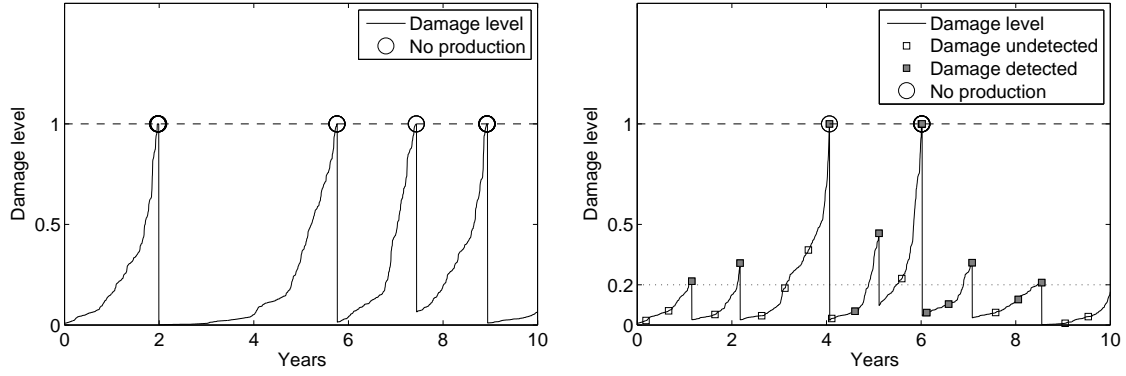 Damage level
No production
1
0.5
0
Damage level
0 2 4 6 8 10
Years
Damage level
Damage undetected
Damage detected
No production
1
0.5
0.2
0
Damage level
0 2 4 6 8 10
Years